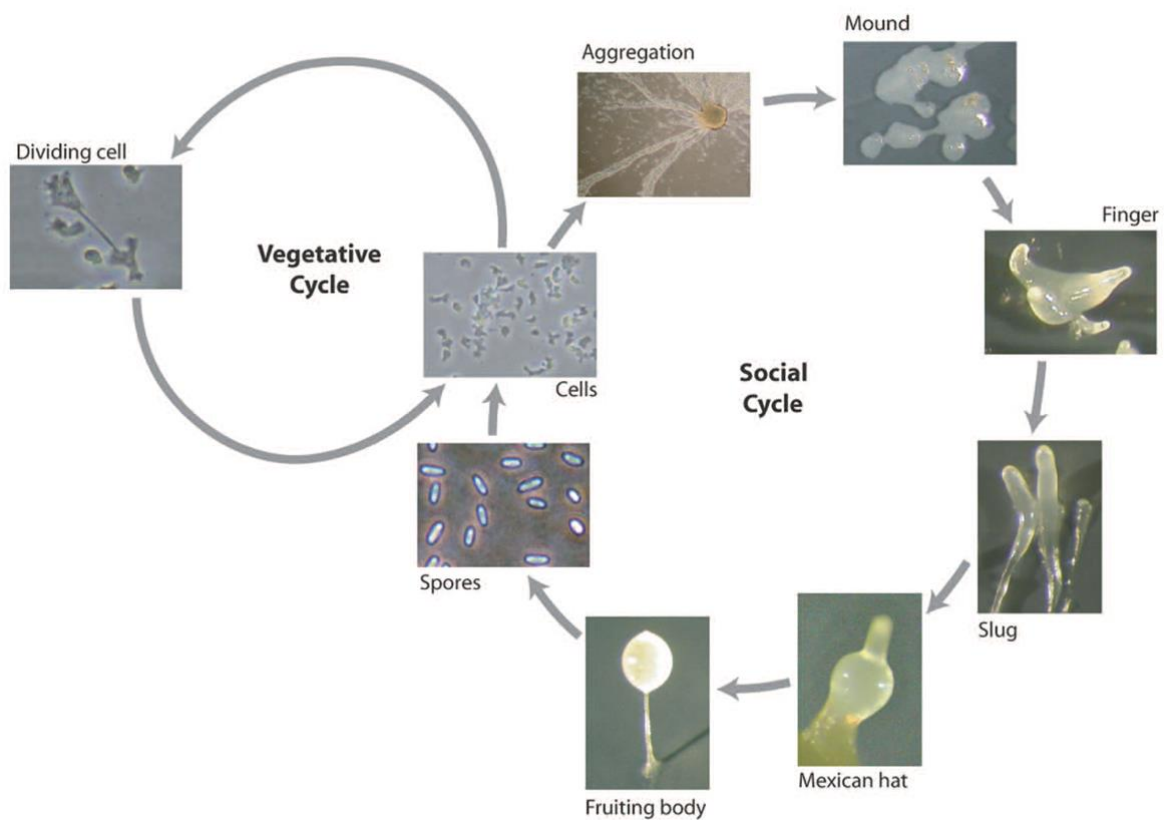 Mound
Aggregation
Dividing cell
Finger
Vegetative
Cycle
Social
Cycle
Cells
Spores
Slug
Mexican hat
Fruiting body